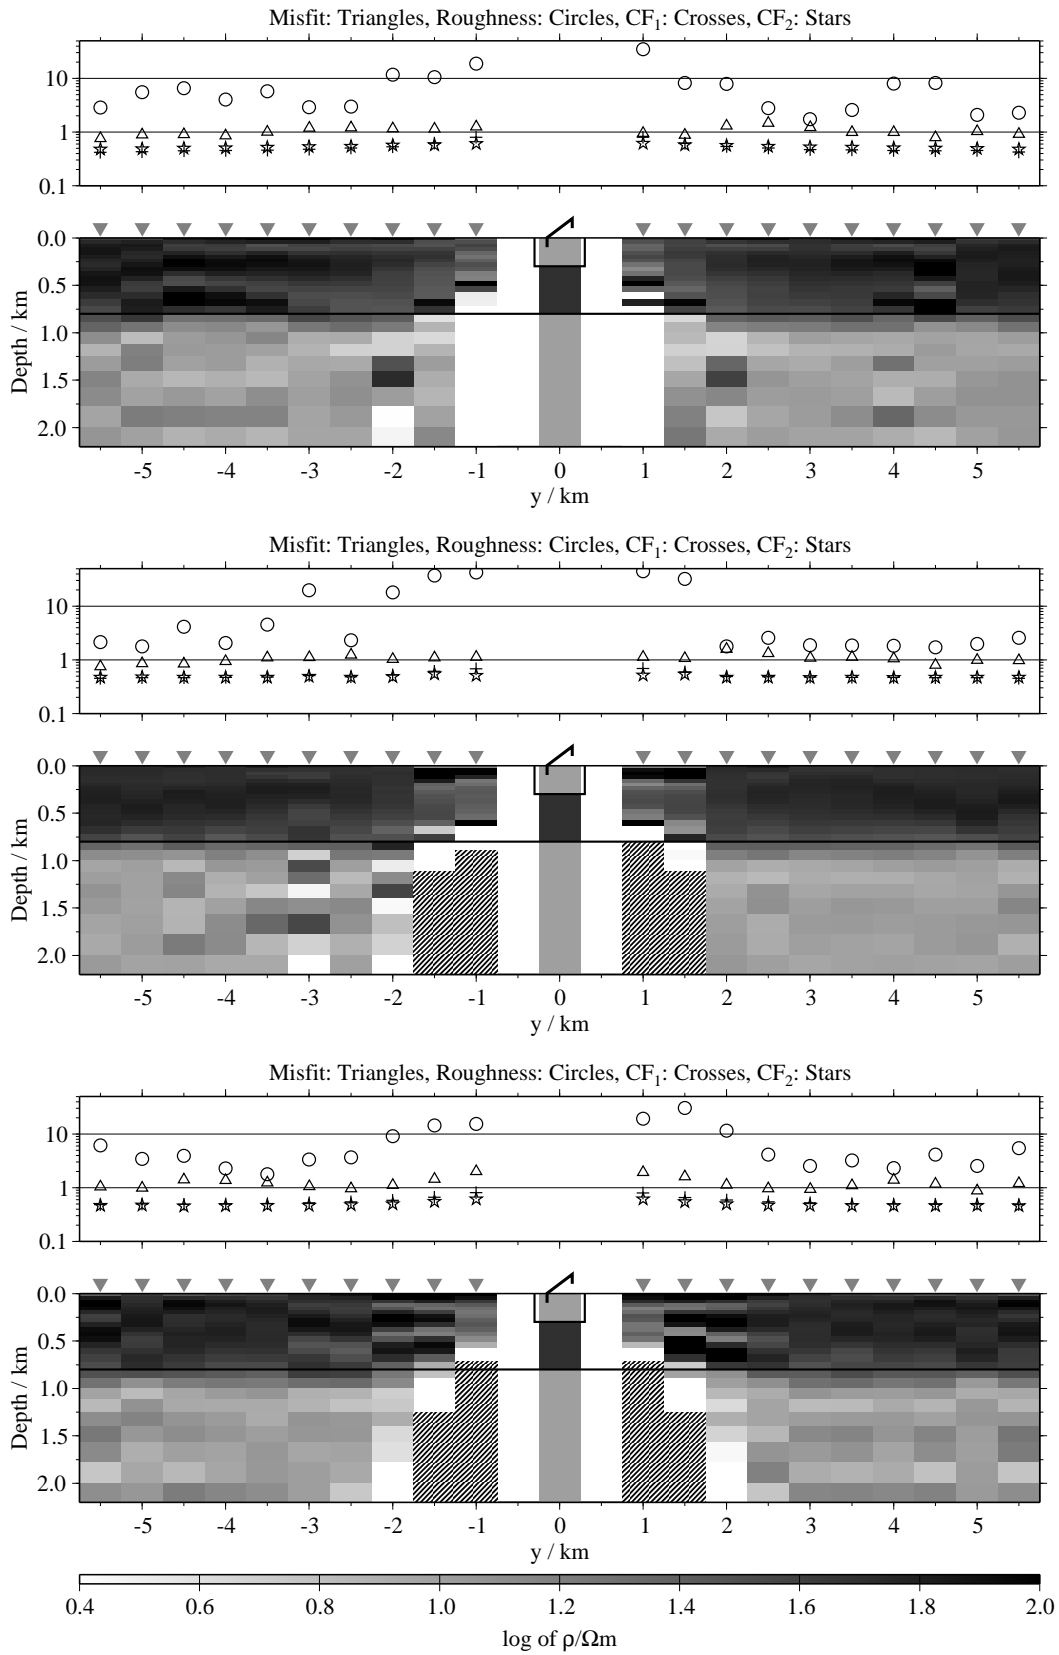 Misfit: Triangles, Roughness: Circles, CF1: Crosses, CF2: Stars
10
1
0.1
0.0
0.5
1.0
1.5
2.0
Depth / km
-5 -4 -3 -2 -1 0 1 2 3 4 5
y / km
Misfit: Triangles, Roughness: Circles, CF1: Crosses, CF2: Stars
10
1
0.1
0.0
0.5
1.0
1.5
2.0
Depth / km
-5 -4 -3 -2 -1 0 1 2 3 4 5
y / km
Misfit: Triangles, Roughness: Circles, CF1: Crosses, CF2: Stars
10
1
0.1
0.0
0.5
1.0
1.5
2.0
Depth / km
-5 -4 -3 -2 -1 0 1 2 3 4 5
y / km
0.4 0.6 0.8 1.0 1.2 1.4 1.6 1.8 2.0
log of ρ/Ωm